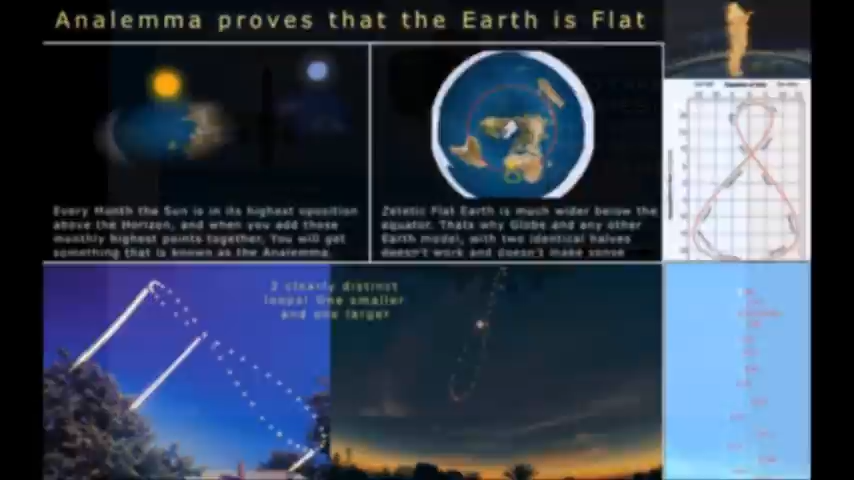 Analemma proves that the Earth is Flat
Every Month the Sun is in its highest oposition
above the Horizon, and when you add those
monthly highest points together, You will get
something that is known as the Analemma.
Zetetic Flat Earth is much wider below the
equator. Thats why Globe and any other
Earth model, with two identical halves
doesn't work and doesn't make sense
2 clearly distinct
loops! One smaller
and one larger